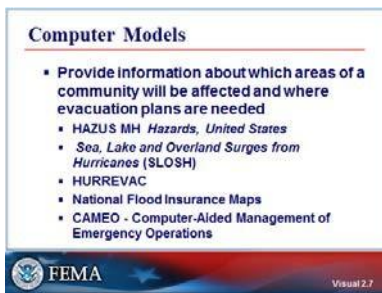 Computer Models
▪ Provide information about which areas of a
community will be affected and where
evacuation plans are needed
▪ HAZUS MH Hazards, United States
▪ Sea, Lake and Overland Surges from
Hurricanes (SLOSH)
▪ HURREVAC
▪ National Flood Insurance Maps
▪ CAMEO - Computer-Aided Management of
Emergency Operations
FEMA
Visual 2.7